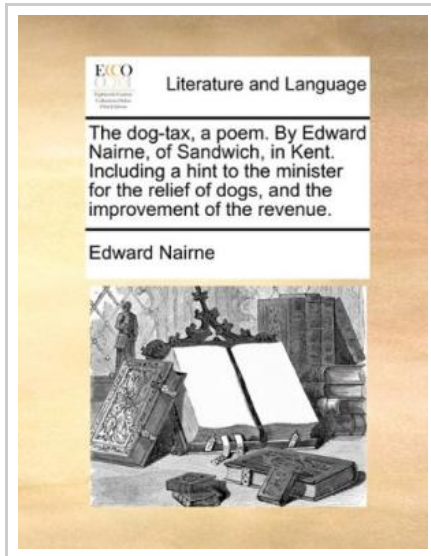 ECCO
Literature and Language
The dog-tax, a poem. By Edward
Nairne, of Sandwich, in Kent.
Including a hint to the minister
for the relief of dogs, and the
improvement of the revenue.
Edward Nairne